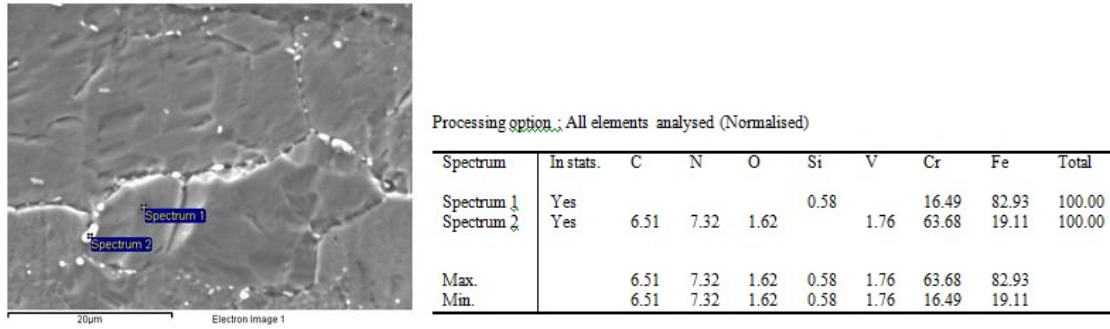 Spectrum 1
Spectrum 2
20µm Electron Image 1
Processing option : All elements analysed (Normalised)
Spectrum In stats. C N O Si V Cr Fe Total
Spectrum 1 Yes 0.58 16.49 82.93 100.00
Spectrum 2 Yes 6.51 7.32 1.62 1.76 63.68 19.11 100.00
Max. 6.51 7.32 1.62 0.58 1.76 63.68 82.93
Min. 6.51 7.32 1.62 0.58 1.76 16.49 19.11